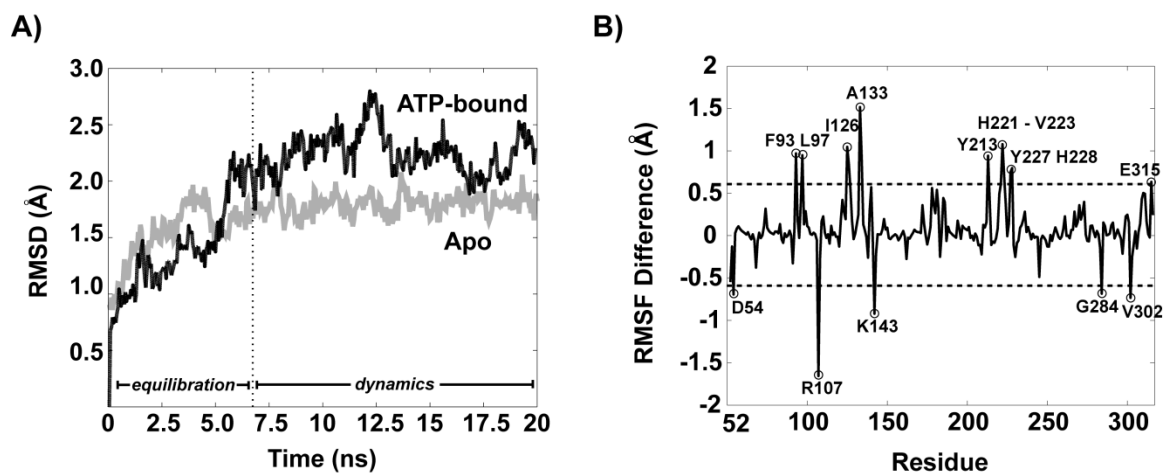 A)
3.0
2.5
2.0
1.5
1.0
0.5
RMSD (Å)
ATP-bound
Apo
equilibration
dynamics
0 2.5 5.0 7.5 10 12.5 15 17.5 20
Time (ns)
B)
2
1.5
1
0.5
0
-0.5
-1
-1.5
-2
RMSF Difference (Å)
A133
I126
F93 L97
H221 - V223
Y213
Y227 H228
E315
D54
K143
R107
G284
V302
52 100 150 200 250 300
Residue